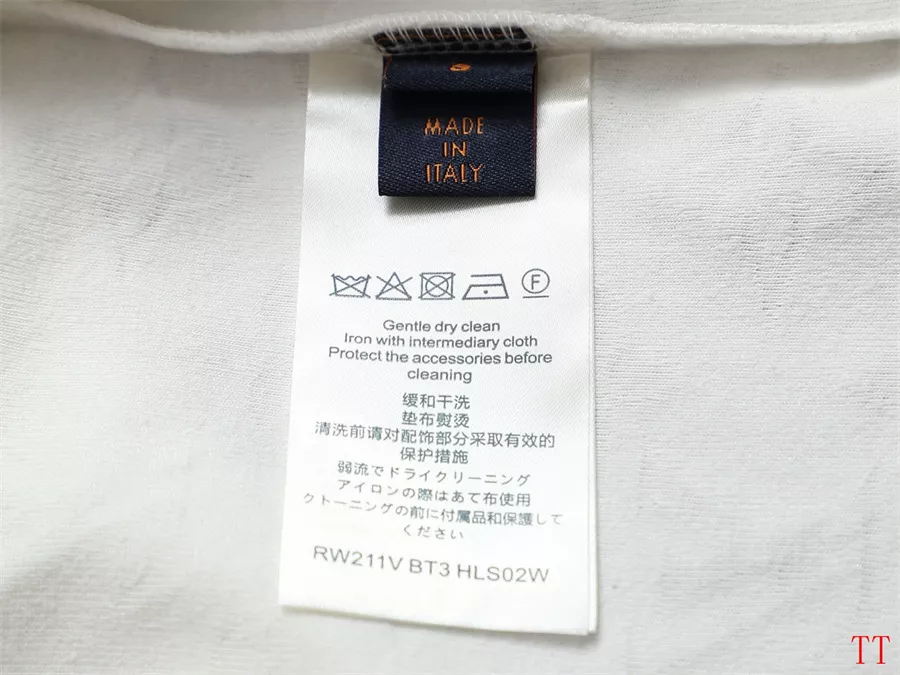 MADE
IN
ITALY
F
Gentle dry clean
Iron with intermediary cloth
Protect the accessories before
cleaning
缓和干洗
垫布熨烫
清洗前请对配饰部分采取有效的
保护措施
弱流でドライクリーニング
アイロンの際はあて布使用
クトーニングの前に付属品和保護して
ください
RW211V BT3 HLS02W
TT